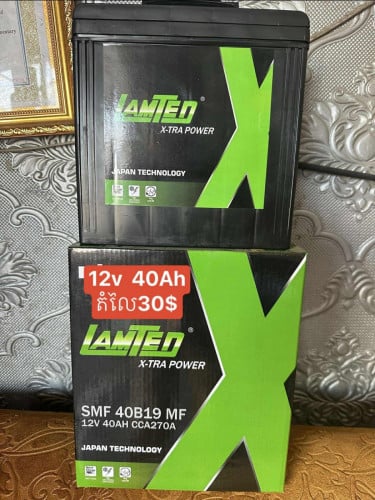 LAMTED®
X-TRA POWER
JAPAN TECHNOLOGY
12v 40Ah
តំលៃ30$
LAMTED®
X-TRA POWER
SMF 40B19 MF
12V 40AH CCA270A
JAPAN TECHNOLOGY